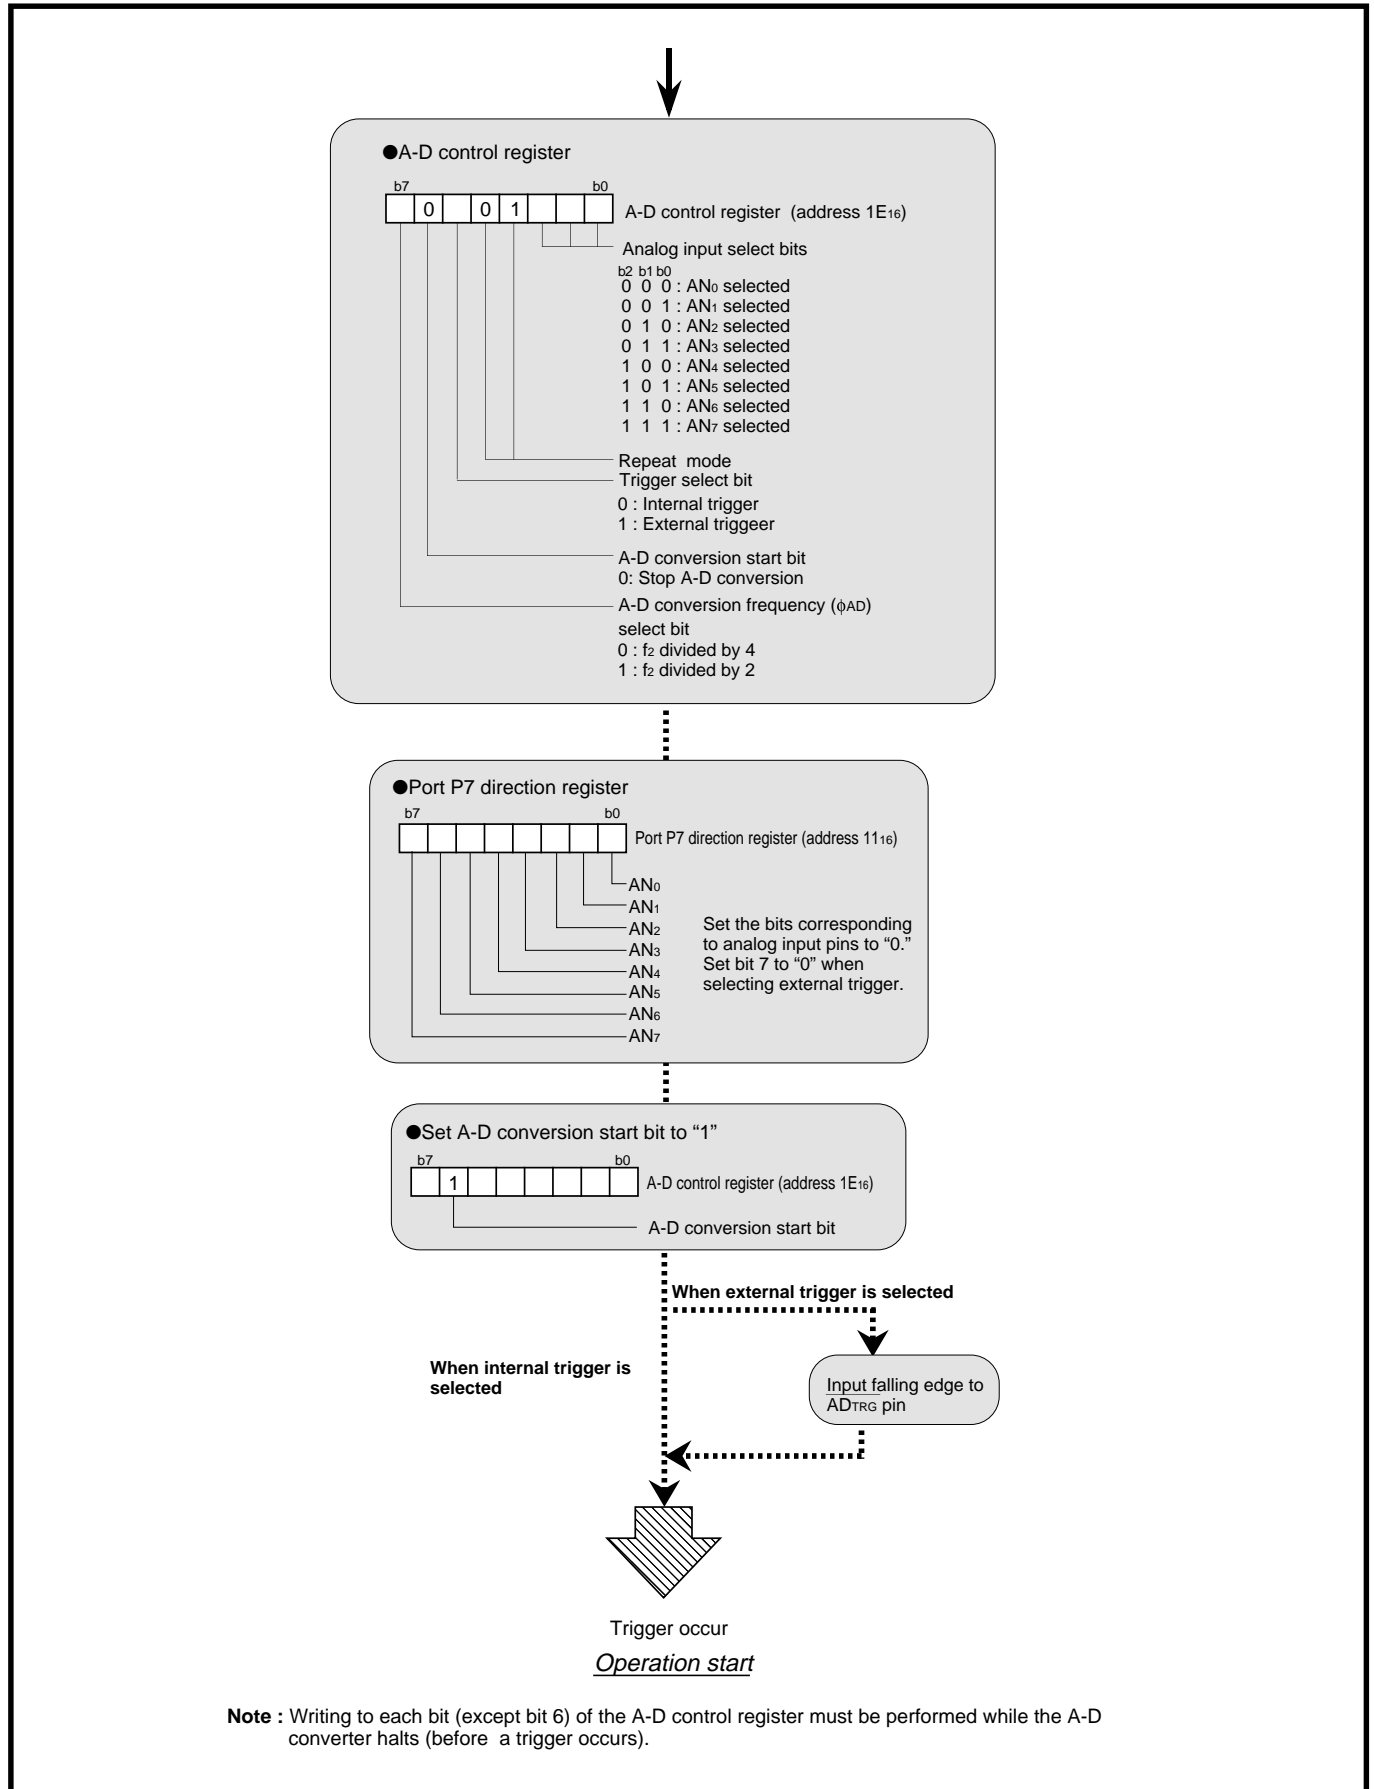 ●A-D control register
b7 b0
0 0 1 A-D control register (address 1E16)
Analog input select bits
b2 b1 b0
0 0 0 : AN0 selected
0 0 1 : AN1 selected
0 1 0 : AN2 selected
0 1 1 : AN3 selected
1 0 0 : AN4 selected
1 0 1 : AN5 selected
1 1 0 : AN6 selected
1 1 1 : AN7 selected
Repeat mode
Trigger select bit
0 : Internal trigger
1 : External triggeer
A-D conversion start bit
0: Stop A-D conversion
A-D conversion frequency (ϕAD)
select bit
0 : f2 divided by 4
1 : f2 divided by 2
●Port P7 direction register
b7 b0
Port P7 direction register (address 1116)
AN0
AN1
AN2
AN3
AN4
AN5
AN6
AN7
Set the bits corresponding
to analog input pins to “0.”
Set bit 7 to “0” when
selecting external trigger.
●Set A-D conversion start bit to “1”
b7 b0
1 A-D control register (address 1E16)
A-D conversion start bit
When external trigger is selected
When internal trigger is
selected
Input falling edge to
ADTRG pin
Trigger occur
Operation start
Note : Writing to each bit (except bit 6) of the A-D control register must be performed while the A-D
converter halts (before a trigger occurs).